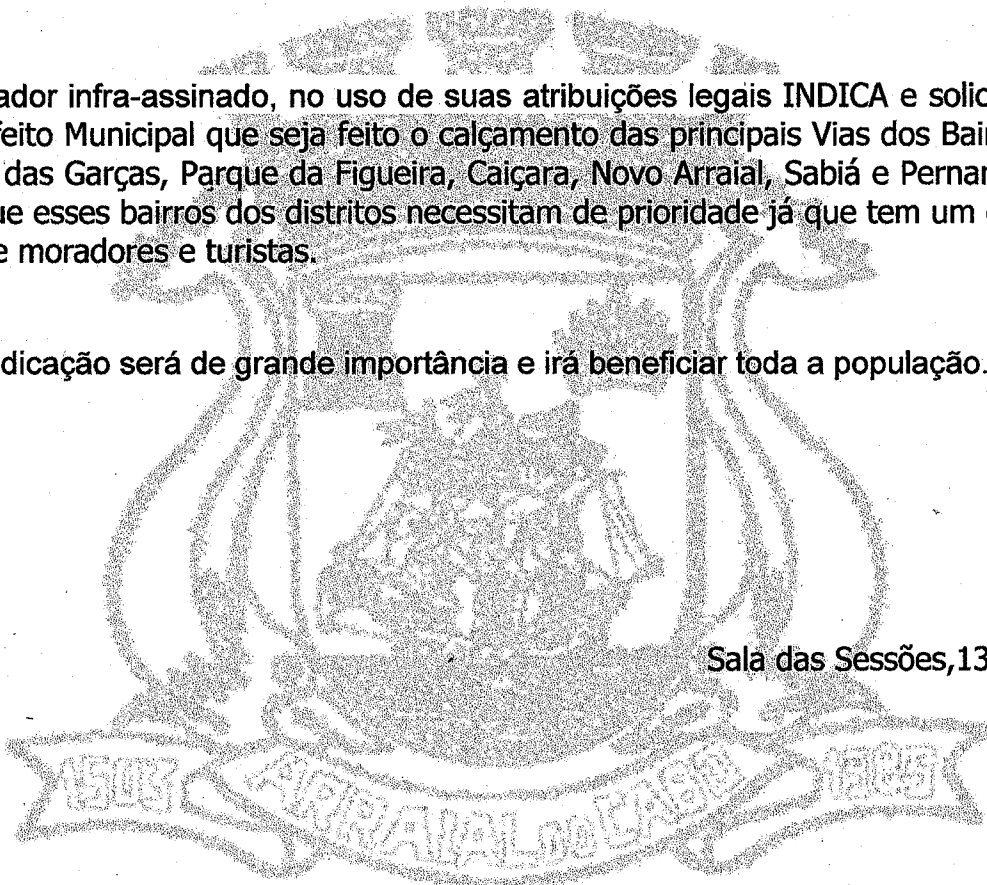 ador infra-assinado, no uso de suas atribuições legais INDICA e solic
feito Municipal que seja feito o calçamento das principais Vias dos Bair
das Garças, Parque da Figueira, Caiçara, Novo Arraial, Sabiá e Pernar
ue esses bairros dos distritos necessitam de prioridade já que tem um
e moradores e turistas.
dicação será de grande importância e irá beneficiar toda a população.
Sala das Sessões,13
1503 ARRAIAL DO CABO 1985